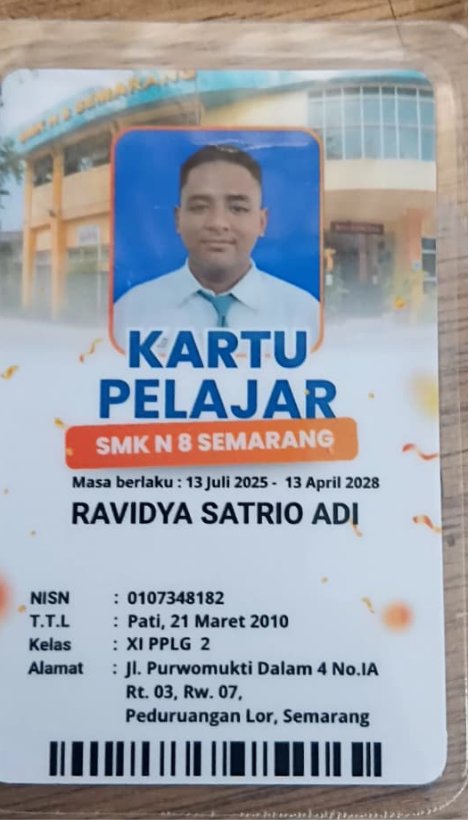 SMK N 8 SEMARANG
KARTU
PELAJAR
SMK N 8 SEMARANG
Masa berlaku : 13 Juli 2025 - 13 April 2028
RAVIDYA SATRIO ADI
NISN : 0107348182
T.T.L : Pati, 21 Maret 2010
Kelas : XI PPLG 2
Alamat : Jl. Purwomukti Dalam 4 No.IA
Rt. 03, Rw. 07,
Peduruangan Lor, Semarang